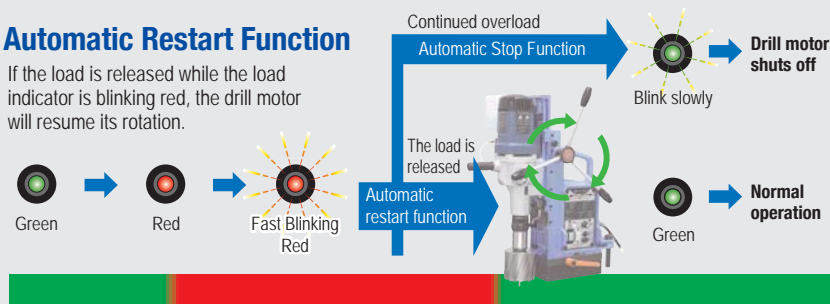 Automatic Restart Function
If the load is released while the load
indicator is blinking red, the drill motor
will resume its rotation.
Green
Red
Fast Blinking
Red
Continued overload
Automatic Stop Function
Blink slowly
Drill motor
shuts off
The load is
released
Automatic
restart function
Green
Normal
operation